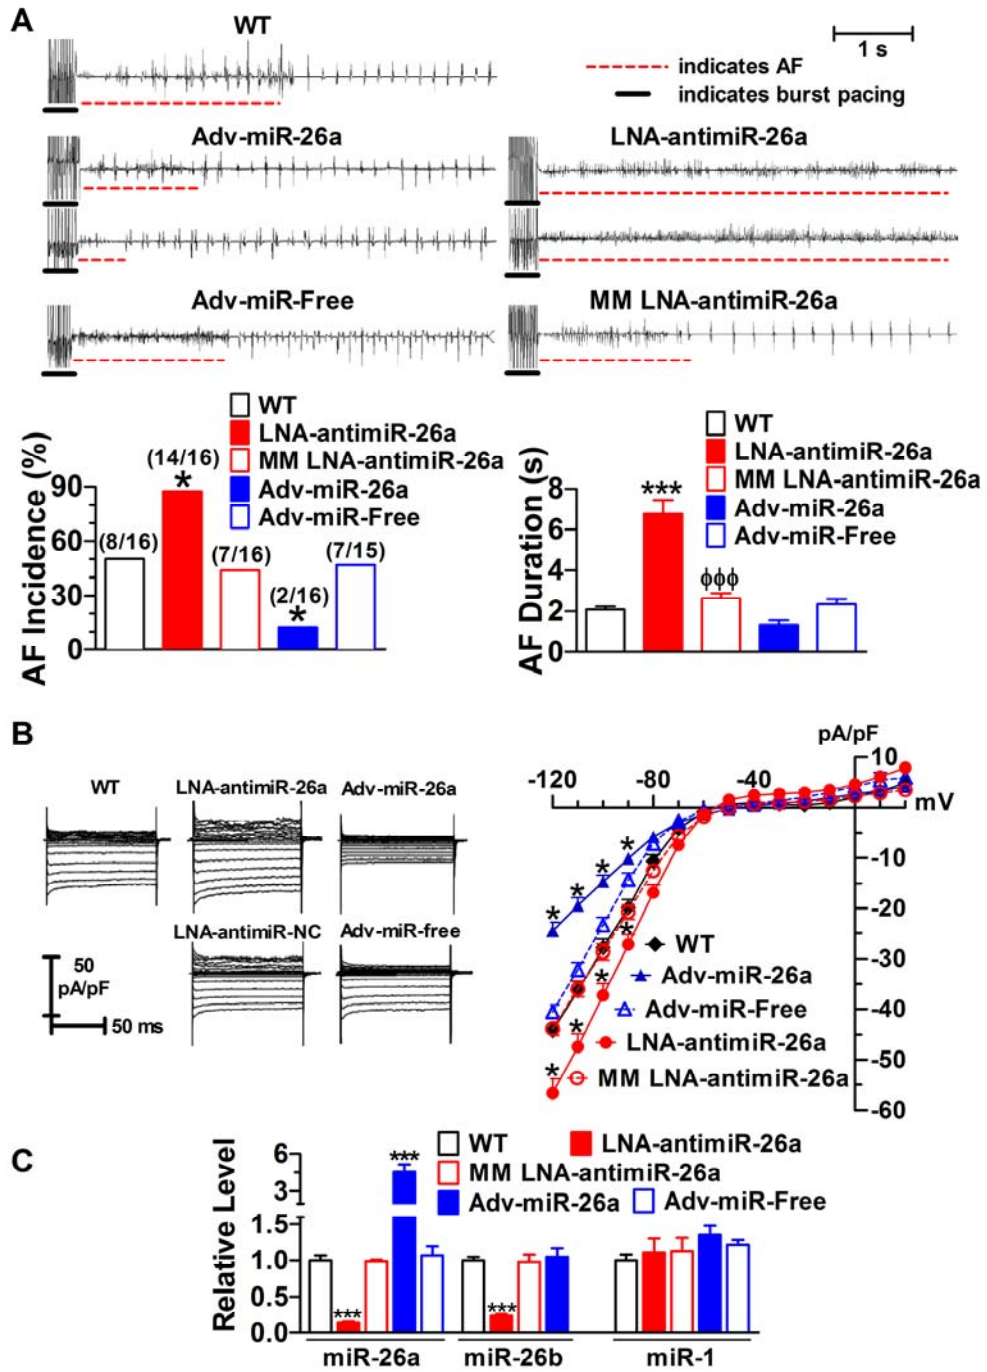 A
WT
1 s
indicates AF
indicates burst pacing
Adv-miR-26a
LNA-antimiR-26a
Adv-miR-Free
MM LNA-antimiR-26a
WT
LNA-antimiR-26a
MM LNA-antimiR-26a
Adv-miR-26a
Adv-miR-Free
AF Incidence (%)
90
60
30
0
(8/16)
(14/16)
*
(7/16)
(2/16)
*
(7/15)
WT
LNA-antimiR-26a
MM LNA-antimiR-26a
Adv-miR-26a
Adv-miR-Free
AF Duration (s)
8
6
4
2
0
***
ϕϕϕ
B
WT
LNA-antimiR-26a
Adv-miR-26a
LNA-antimiR-NC
Adv-miR-free
50
pA/pF
50 ms
pA/pF
10
-120
-80
-40
mV
-10
-20
-30
-40
-50
-60
*
*
*
*
*
*
*
*
WT
Adv-miR-26a
Adv-miR-Free
LNA-antimiR-26a
MM LNA-antimiR-26a
C
WT
LNA-antimiR-26a
MM LNA-antimiR-26a
Adv-miR-26a
Adv-miR-Free
Relative Level
6
3
1.5
1.0
0.5
0.0
***
***
***
miR-26a
miR-26b
miR-1